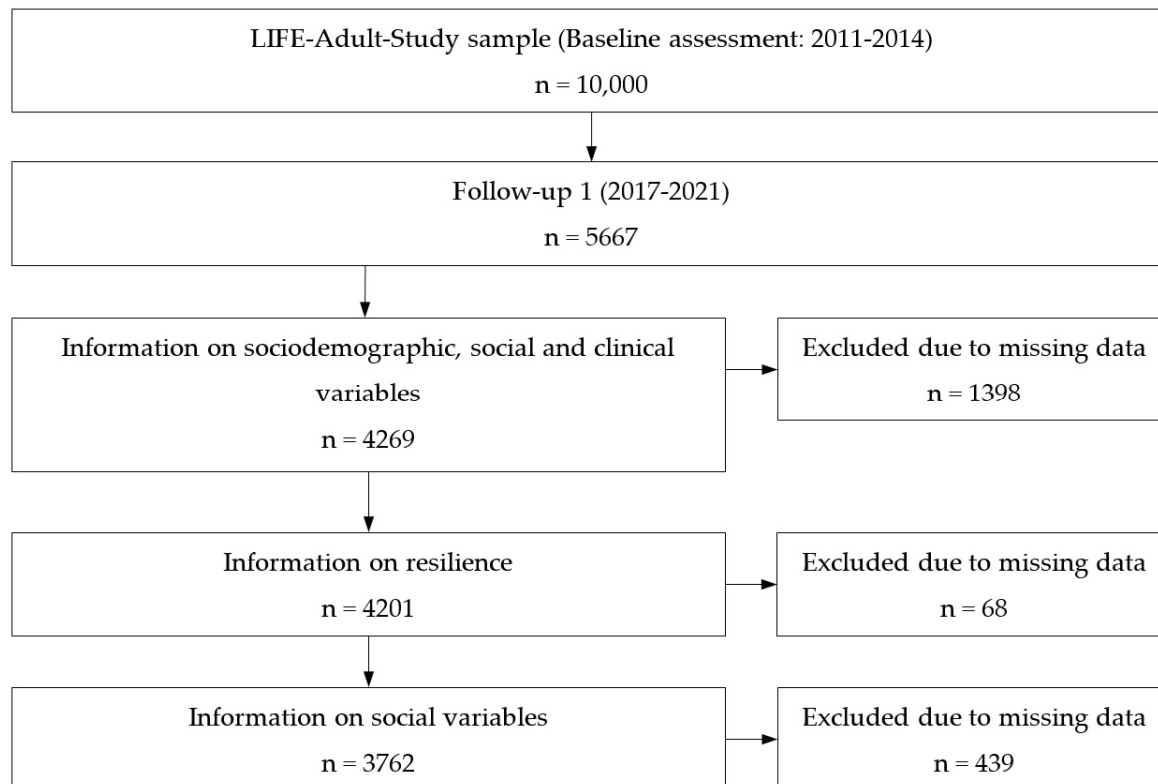 LIFE-Adult-Study sample (Baseline assessment: 2011-2014)
n = 10,000
Follow-up 1 (2017-2021)
n = 5667
Information on sociodemographic, social and clinical
variables
n = 4269
Excluded due to missing data
n = 1398
Information on resilience
n = 4201
Excluded due to missing data
n = 68
Information on social variables
n = 3762
Excluded due to missing data
n = 439